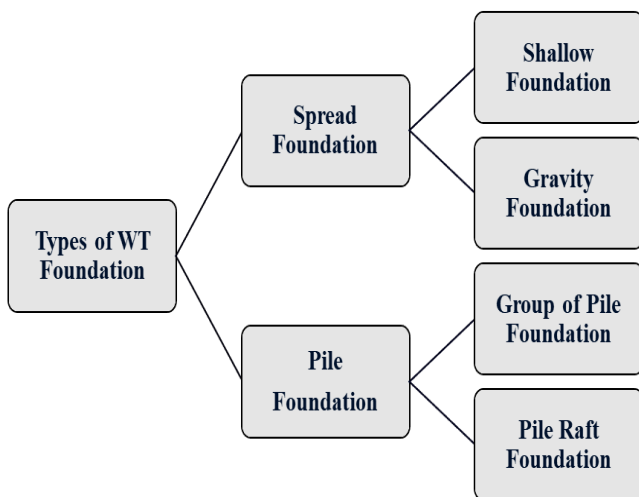 Types of WT
Foundation
Spread
Foundation
Shallow
Foundation
Gravity
Foundation
Pile
Foundation
Group of Pile
Foundation
Pile Raft
Foundation